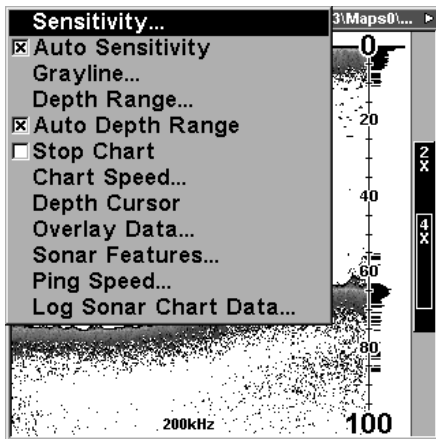 Sensitivity...
3\Maps0\...
Auto Sensitivity
Grayline...
Depth Range...
Auto Depth Range
Stop Chart
Chart Speed...
Depth Cursor
Overlay Data...
Sonar Features...
Ping Speed...
Log Sonar Chart Data...
0
20
40
60
80
100
2X
4X
200kHz